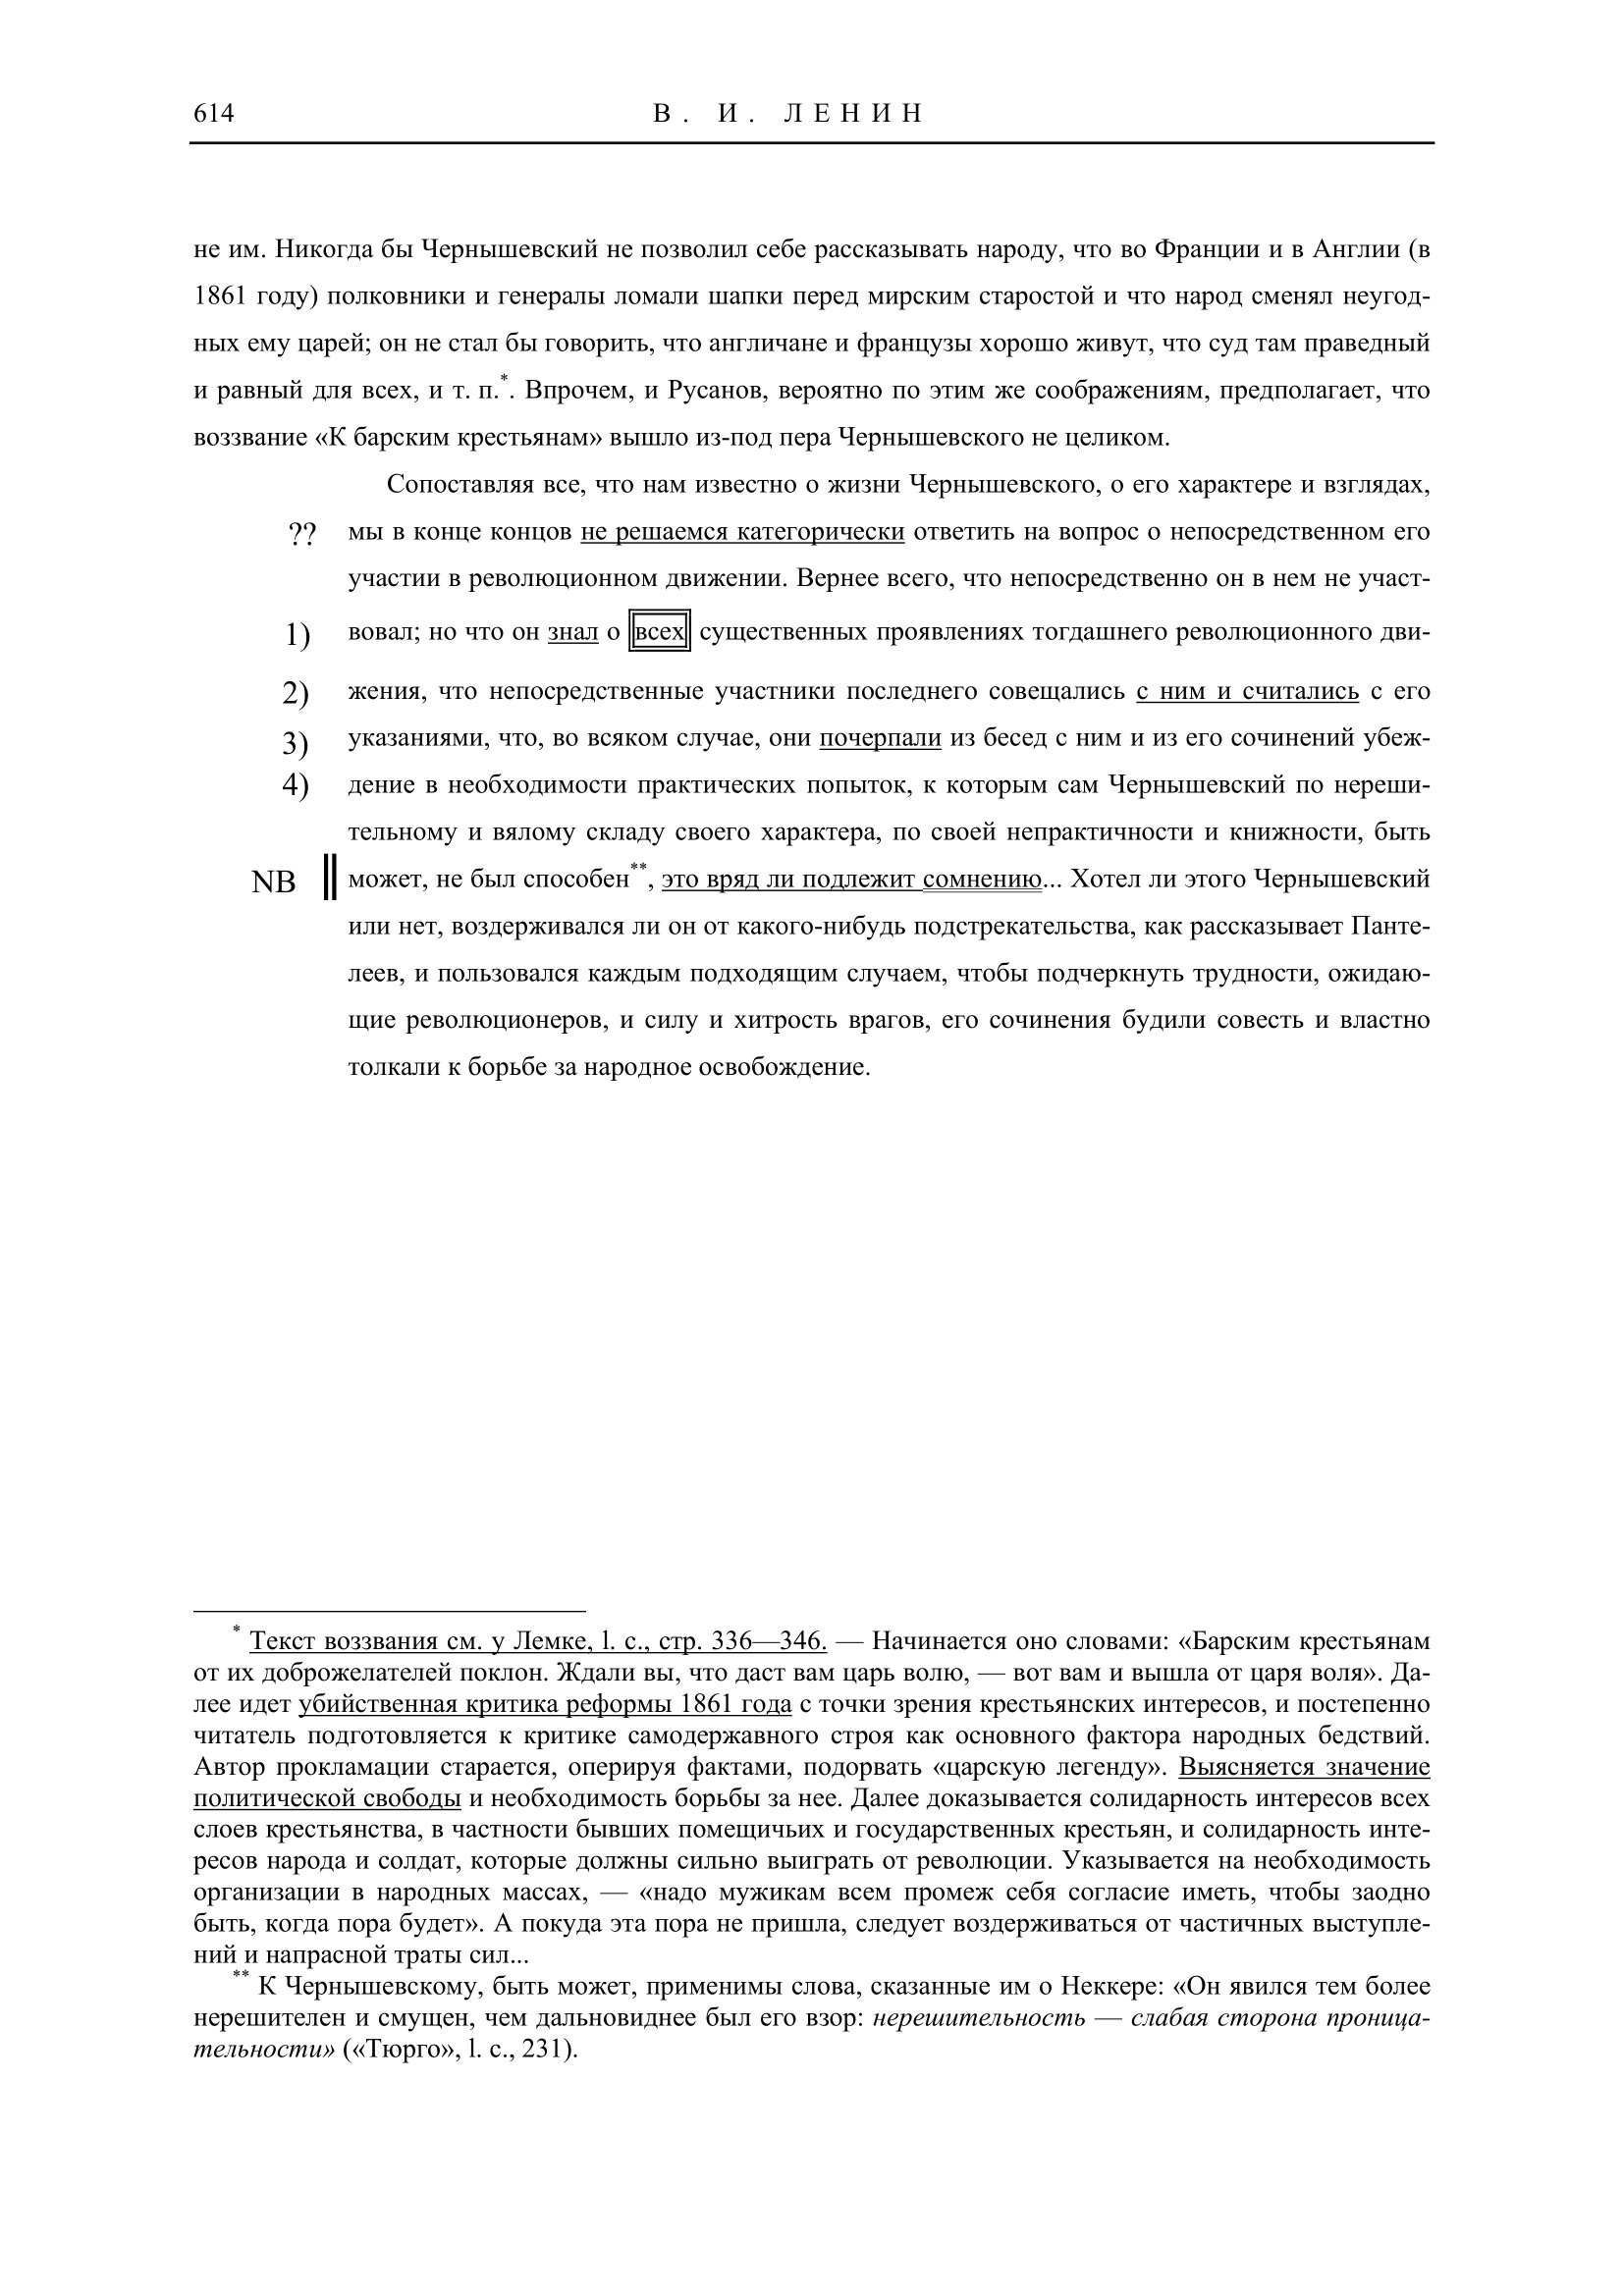 614
В. И. ЛЕНИН
не им. Никогда бы Чернышевский не позволил себе рассказывать народу, что во Франции и в Англии (в
1861 году) полковники и генералы ломали шапки перед мирским старостой и что народ сменял неугод-
ных ему царей; он не стал бы говорить, что англичане и французы хорошо живут, что суд там праведный
и равный для всех, и т. п.*. Впрочем, и Русанов, вероятно по этим же соображениям, предполагает, что
воззвание «К барским крестьянам» вышло из-под пера Чернышевского не целиком.
Сопоставляя все, что нам известно о жизни Чернышевского, о его характере и взглядах,
?? мы в конце концов не решаемся категорически ответить на вопрос о непосредственном его
участии в революционном движении. Вернее всего, что непосредственно он в нем не участ-
1) вовал; но что он знал о всех существенных проявлениях тогдашнего революционного дви-
2) жения, что непосредственные участники последнего совещались с ним и считались с его
3) указаниями, что, во всяком случае, они почерпали из бесед с ним и из его сочинений убеж-
4) дение в необходимости практических попыток, к которым сам Чернышевский по нереши-
тельному и вялому складу своего характера, по своей непрактичности и книжности, быть
NB может, не был способен**, это вряд ли подлежит сомнению... Хотел ли этого Чернышевский
или нет, воздерживался ли он от какого-нибудь подстрекательства, как рассказывает Панте-
леев, и пользовался каждым подходящим случаем, чтобы подчеркнуть трудности, ожидаю-
щие революционеров, и силу и хитрость врагов, его сочинения будили совесть и властно
толкали к борьбе за народное освобождение.
* Текст воззвания см. у Лемке, l. c., стр. 336—346. — Начинается оно словами: «Барским крестьянам
от их доброжелателей поклон. Ждали вы, что даст вам царь волю, — вот вам и вышла от царя воля». Да-
лее идет убийственная критика реформы 1861 года с точки зрения крестьянских интересов, и постепенно
читатель подготовляется к критике самодержавного строя как основного фактора народных бедствий.
Автор прокламации старается, оперируя фактами, подорвать «царскую легенду». Выясняется значение
политической свободы и необходимость борьбы за нее. Далее доказывается солидарность интересов всех
слоев крестьянства, в частности бывших помещичьих и государственных крестьян, и солидарность инте-
ресов народа и солдат, которые должны сильно выиграть от революции. Указывается на необходимость
организации в народных массах, — «надо мужикам всем промеж себя согласие иметь, чтобы заодно
быть, когда пора будет». А покуда эта пора не пришла, следует воздерживаться от частичных выступле-
ний и напрасной траты сил...
** К Чернышевскому, быть может, применимы слова, сказанные им о Неккере: «Он явился тем более
нерешителен и смущен, чем дальновиднее был его взор: нерешительность — слабая сторона проница-
тельности» («Тюрго», l. c., 231).